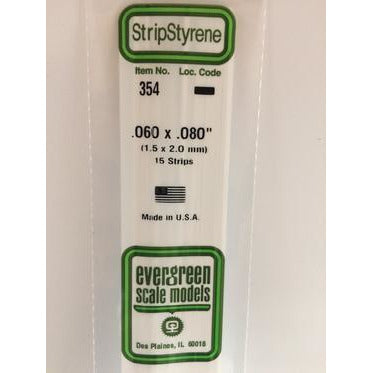 StripStyrene
Item No. Loc. Code
354
.060 x .080"
(1.5 x 2.0 mm)
15 Strips
Made in U.S.A.
evergreen
scale models
Des Plaines, IL 60018